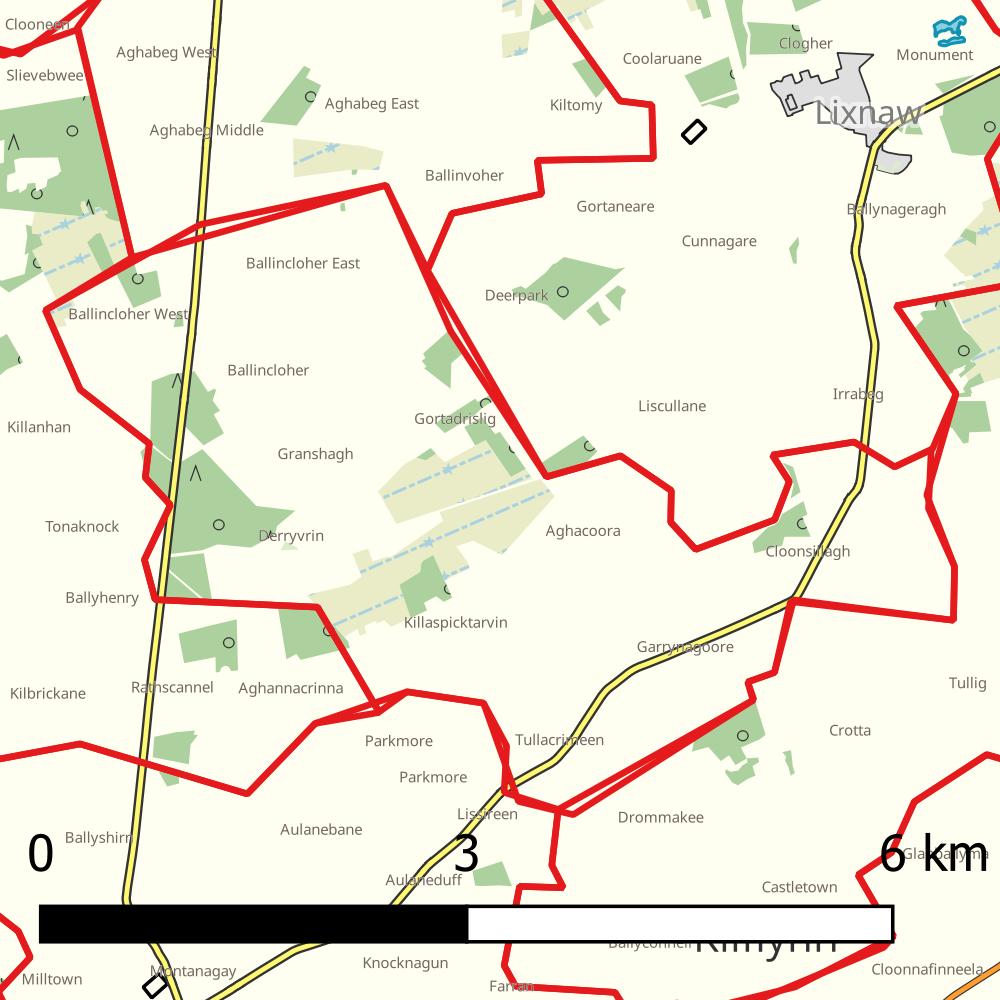 Clooneen
Aghabeg West
Clogher
Monument
Coolaruane
Slievebwee
Aghabeg East
Kiltomy
Lixnaw
Aghabeg Middle
Ballinvoher
Gortaneare
Ballynageragh
Cunnagare
Ballincloher East
Deerpark
Ballincloher West
Ballincloher
Irrabeg
Liscullane
Gortadrislig
Killanhan
Granshagh
Tonaknock
Aghacoora
Derryvrin
Cloonsillagh
Ballyhenry
Killaspicktarvin
Garrynagoore
Tullig
Rathscannel
Aghannacrinna
Kilbrickane
Crotta
Parkmore
Tullacrimeen
Parkmore
Lissireen
Drommakee
Aulanebane
Ballyshirn
0
3
6 km
Aulaneduff
Castletown
Ballyconnell
Knocknagun
Montanagay
Cloonnafinneela
Milltown
Farran